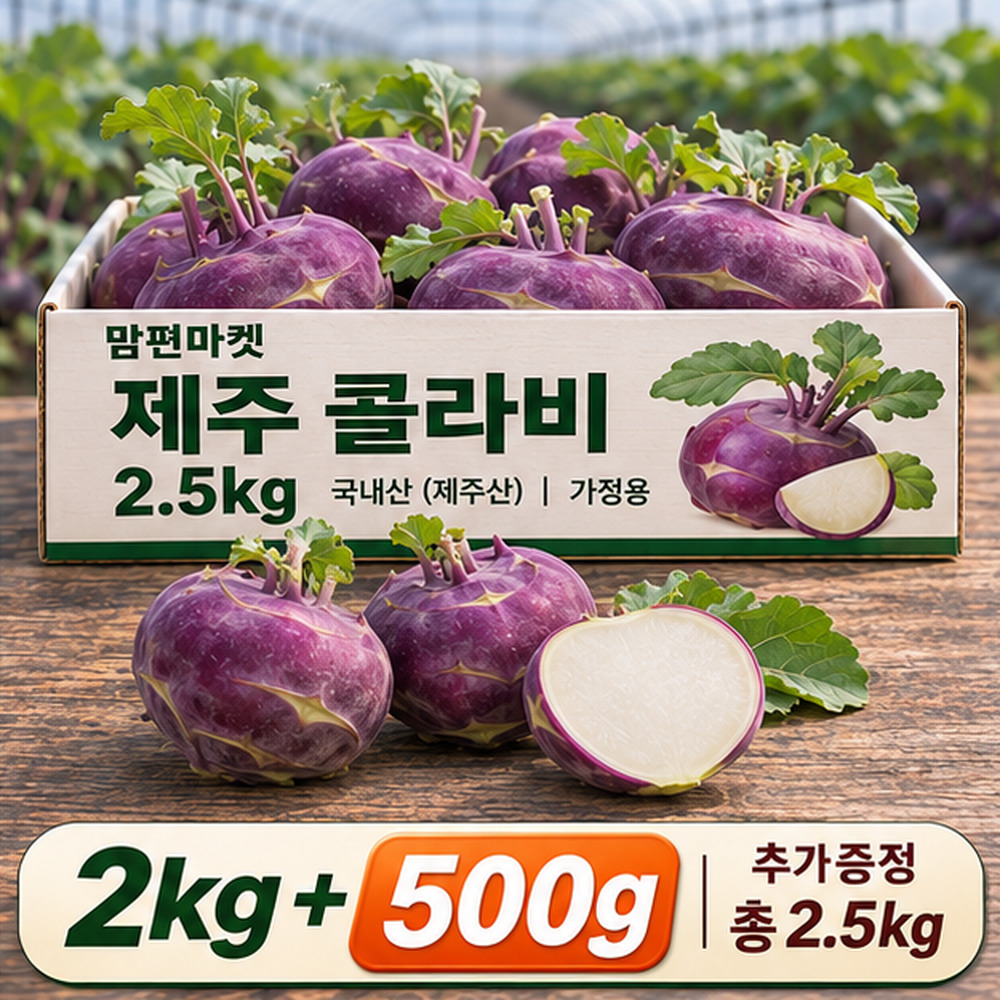 맘편마켓
제주 콜라비
2.5kg 국내산 (제주산) | 가정용
2kg + 500g
추가증정
총 2.5kg